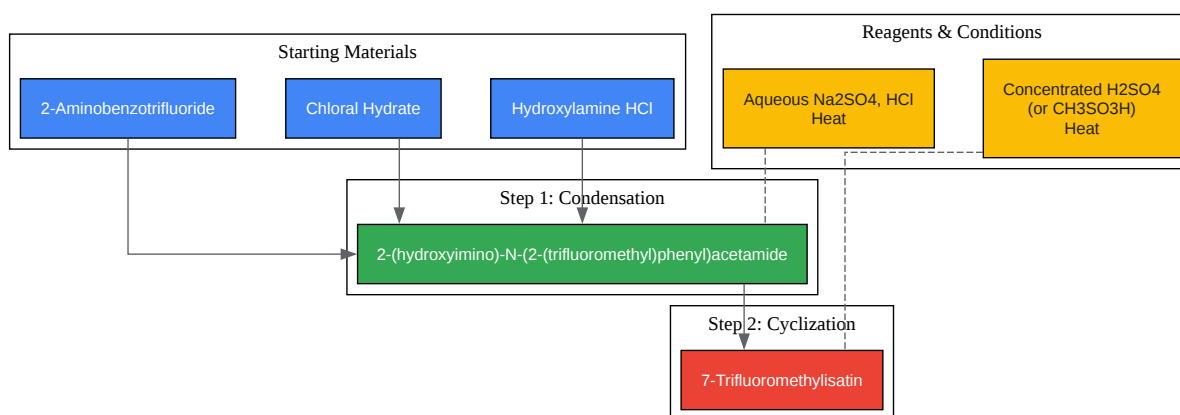 Starting Materials
2-Aminobenzotrifluoride
Chloral Hydrate
Hydroxylamine HCl
Reagents & Conditions
Aqueous Na2SO4, HCl
Heat
Concentrated H2SO4
(or CH3SO3H)
Heat
Step 1: Condensation
2-(hydroxyimino)-N-(2-(trifluoromethyl)phenyl)acetamide
Step 2: Cyclization
7-Trifluoromethylisatin